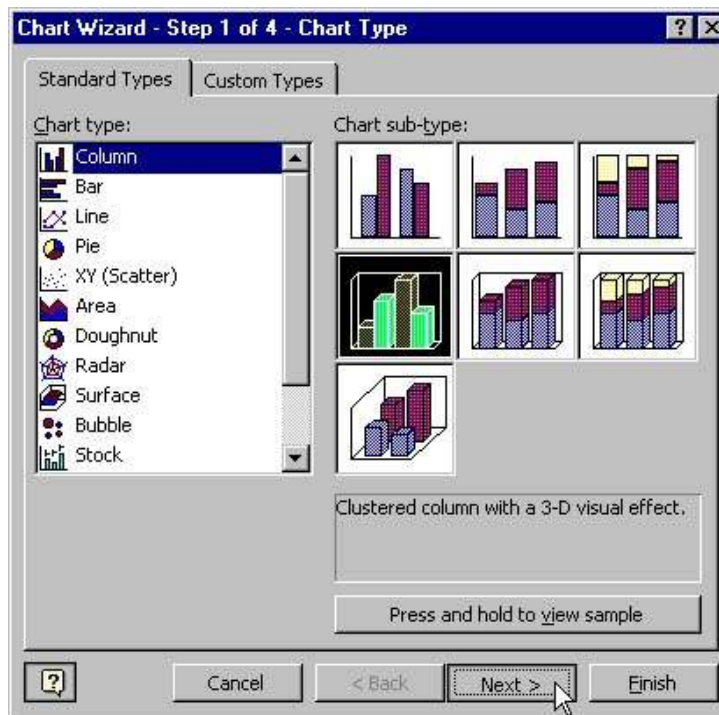 Chart Wizard - Step 1 of 4 - Chart Type
Standard Types
Custom Types
Chart type:
Column
Bar
Line
Pie
XY (Scatter)
Area
Doughnut
Radar
Surface
Bubble
Stock
Chart sub-type:
Clustered column with a 3-D visual effect.
Press and hold to view sample
Cancel
< Back
Next >
Finish